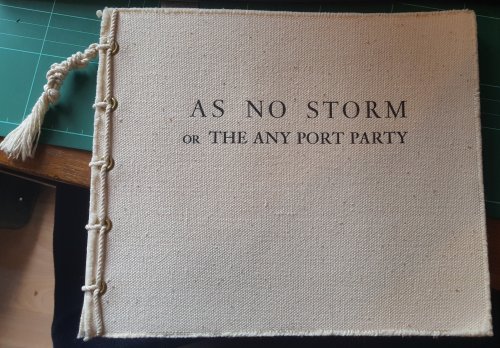 AS NO STORM
OR THE ANY PORT PARTY